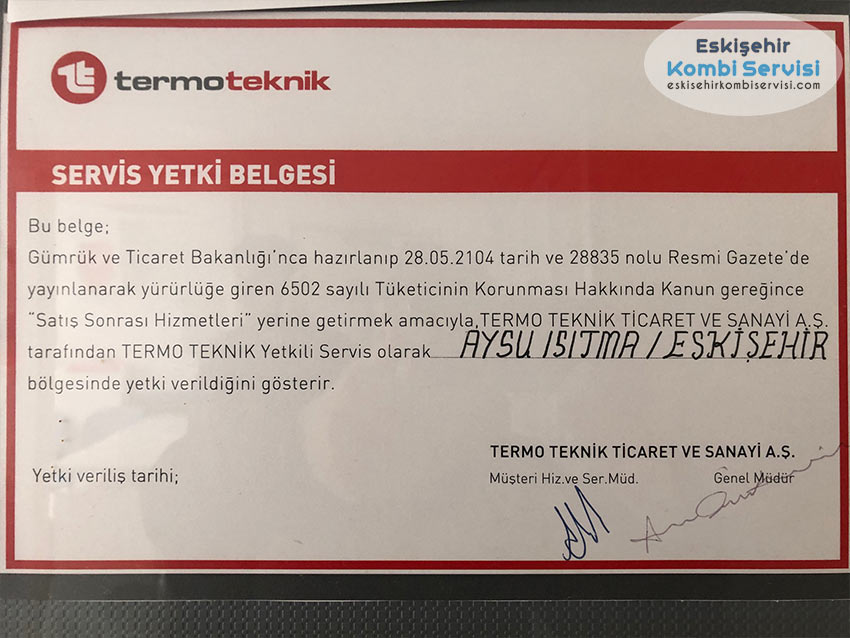 termoteknik
Eskişehir
Kombi Servisi
eskisehirkombiservisi.com
SERVİS YETKİ BELGESİ
Bu belge;
Gümrük ve Ticaret Bakanlığı'nca hazırlanıp 28.05.2104 tarih ve 28835 nolu Resmi Gazete'de
yayınlanarak yürürlüğe giren 6502 sayılı Tüketicinin Korunması Hakkında Kanun gereğince
"Satış Sonrası Hizmetleri" yerine getirmek amacıyla,TERMO TEKNİK TİCARET VE SANAYİ A.Ş.
tarafından TERMO TEKNİK Yetkili Servis olarak AYSU ISITMA / ESKİŞEHİR
bölgesinde yetki verildiğini gösterir.
TERMO TEKNİK TİCARET VE SANAYİ A.Ş.
Yetki veriliş tarihi; Müşteri Hiz.ve Ser.Müd. Genel Müdür